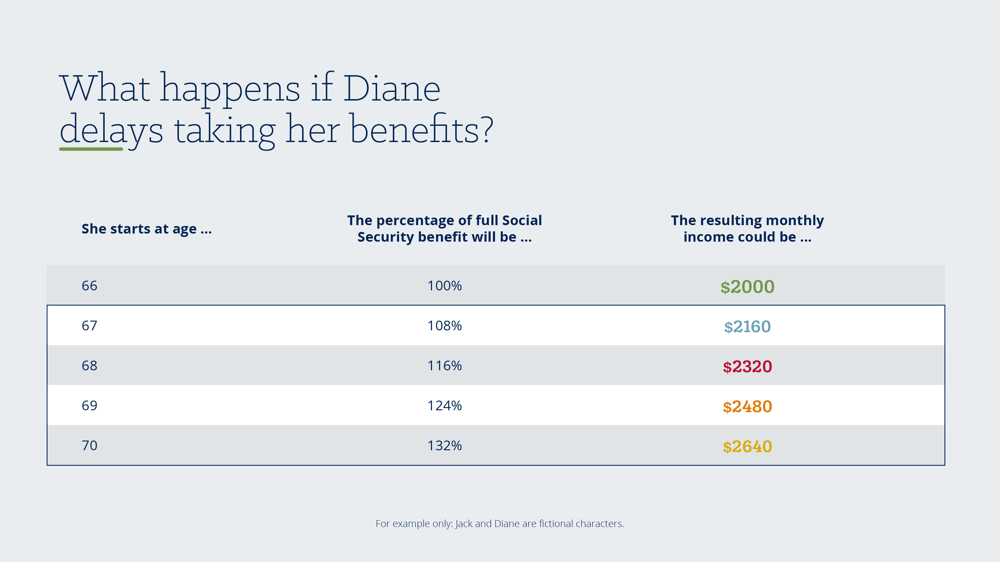 What happens if Diane
delays taking her benefits?
She starts at age ...
The percentage of full Social
Security benefit will be ...
The resulting monthly
income could be ...
66 100% $2000
67 108% $2160
68 116% $2320
69 124% $2480
70 132% $2640
For example only: Jack and Diane are fictional characters.